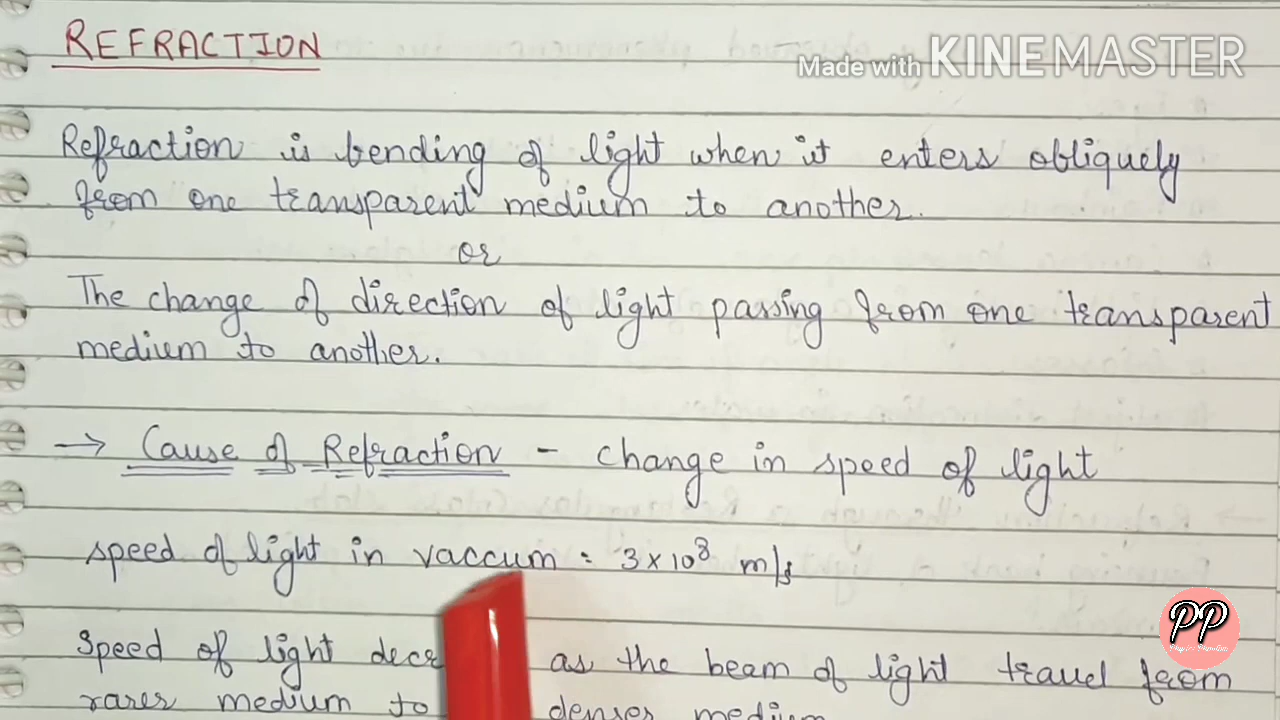 REFRACTION
Made with KINEMASTER
Refraction is bending of light when it enters obliquely
from one transparent medium to another.
or
The change of direction of light passing from one transparent
medium to another.
→ Cause of Refraction - Change in speed of light
speed of light in vaccum = 3×10⁸ m/s
PP
Speed of light decr as the beam of light travel from
rarer medium to denser medium